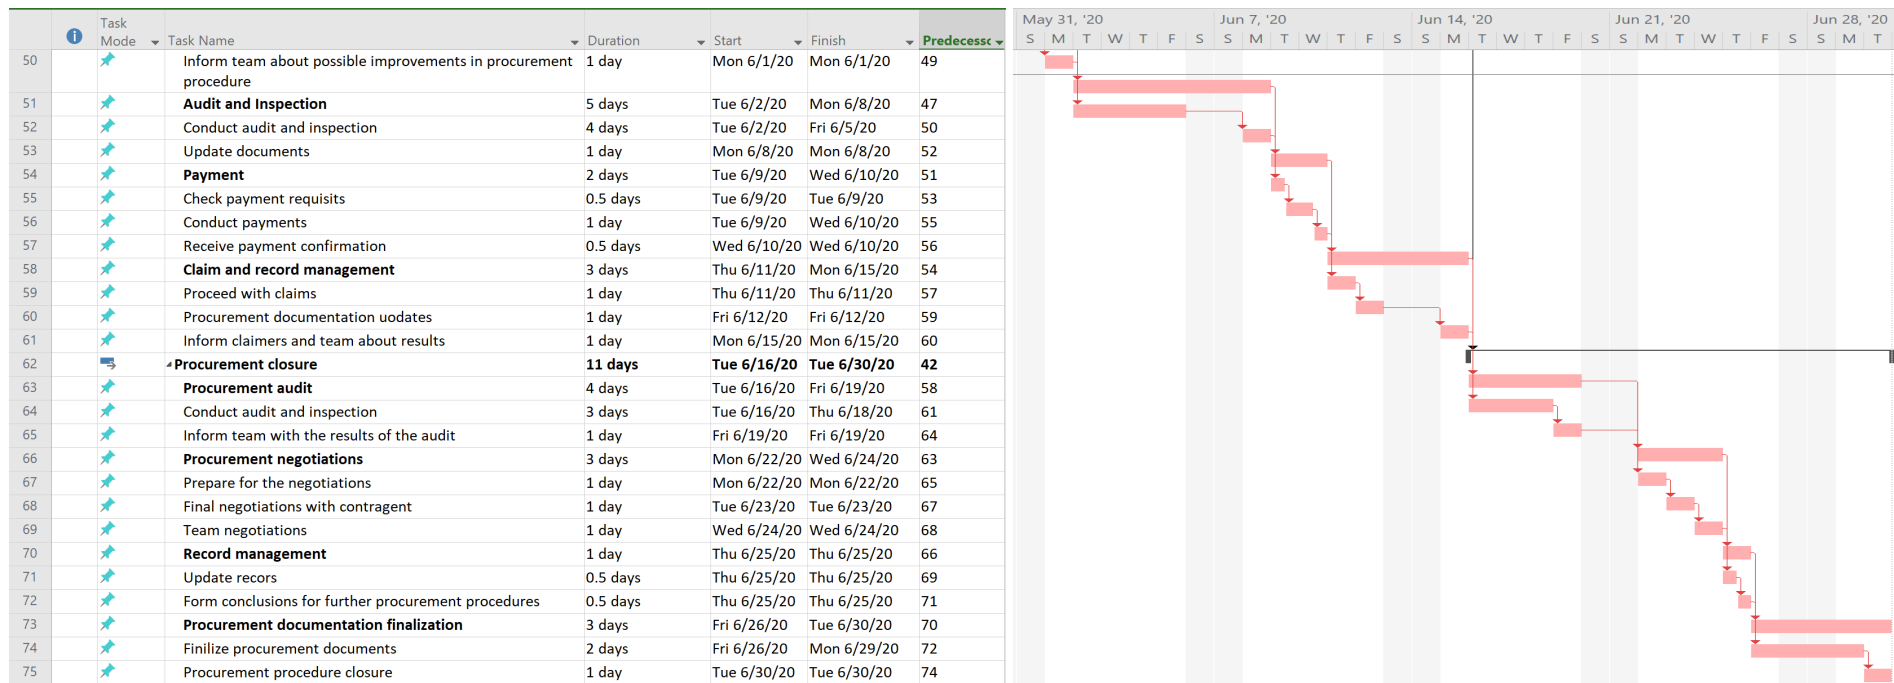 Task
Mode Task Name Duration Start Finish Predecessc
50 Inform team about possible improvements in procurement 1 day Mon 6/1/20 Mon 6/1/20 49
procedure
51 Audit and Inspection 5 days Tue 6/2/20 Mon 6/8/20 47
52 Conduct audit and inspection 4 days Tue 6/2/20 Fri 6/5/20 50
53 Update documents 1 day Mon 6/8/20 Mon 6/8/20 52
54 Payment 2 days Tue 6/9/20 Wed 6/10/20 51
55 Check payment requisits 0.5 days Tue 6/9/20 Tue 6/9/20 53
56 Conduct payments 1 day Tue 6/9/20 Wed 6/10/20 55
57 Receive payment confirmation 0.5 days Wed 6/10/20 Wed 6/10/20 56
58 Claim and record management 3 days Thu 6/11/20 Mon 6/15/20 54
59 Proceed with claims 1 day Thu 6/11/20 Thu 6/11/20 57
60 Procurement documentation uodates 1 day Fri 6/12/20 Fri 6/12/20 59
61 Inform claimers and team about results 1 day Mon 6/15/20 Mon 6/15/20 60
62 Procurement closure 11 days Tue 6/16/20 Tue 6/30/20 42
63 Procurement audit 4 days Tue 6/16/20 Fri 6/19/20 58
64 Conduct audit and inspection 3 days Tue 6/16/20 Thu 6/18/20 61
65 Inform team with the results of the audit 1 day Fri 6/19/20 Fri 6/19/20 64
66 Procurement negotiations 3 days Mon 6/22/20 Wed 6/24/20 63
67 Prepare for the negotiations 1 day Mon 6/22/20 Mon 6/22/20 65
68 Final negotiations with contragent 1 day Tue 6/23/20 Tue 6/23/20 67
69 Team negotiations 1 day Wed 6/24/20 Wed 6/24/20 68
70 Record management 1 day Thu 6/25/20 Thu 6/25/20 66
71 Update recors 0.5 days Thu 6/25/20 Thu 6/25/20 69
72 Form conclusions for further procurement procedures 0.5 days Thu 6/25/20 Thu 6/25/20 71
73 Procurement documentation finalization 3 days Fri 6/26/20 Tue 6/30/20 70
74 Finilize procurement documents 2 days Fri 6/26/20 Mon 6/29/20 72
75 Procurement procedure closure 1 day Tue 6/30/20 Tue 6/30/20 74
May 31, '20 Jun 7, '20 Jun 14, '20 Jun 21, '20 Jun 28, '20
S M T W T F S S M T W T F S S M T W T F S S M T W T F S S M T